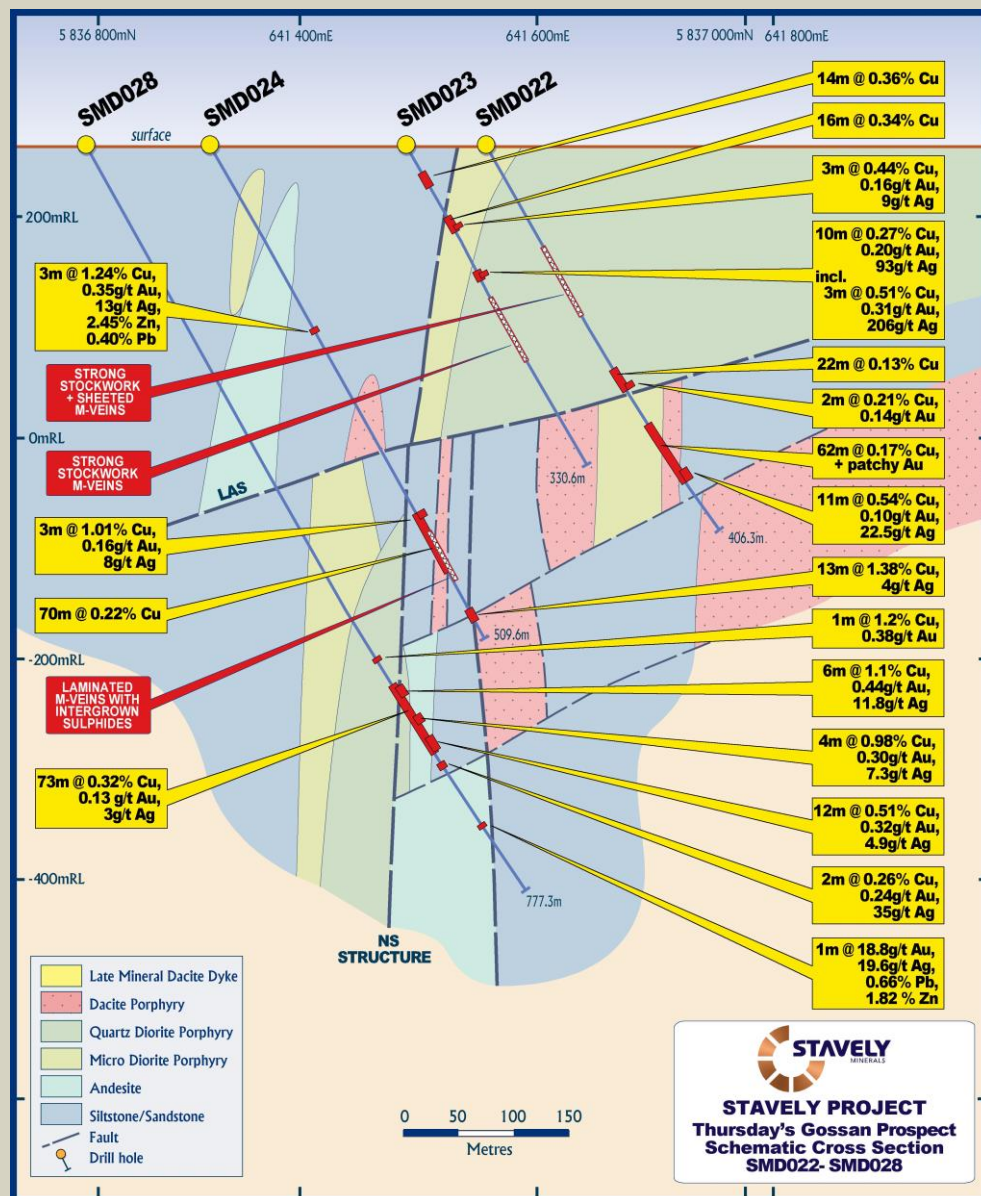 5 836 800mN
641 400mE
641 600mE
5 837 000mN
641 800mE
SMD028
SMD024
SMD023
SMD022
surface
200mRL
0mRL
-200mRL
-400mRL
3m @ 1.24% Cu,
0.35g/t Au,
13g/t Ag,
2.45% Zn,
0.40% Pb
STRONG
STOCKWORK
+ SHEETED
M-VEINS
STRONG
STOCKWORK
M-VEINS
LAS
3m @ 1.01% Cu,
0.16g/t Au,
8g/t Ag
70m @ 0.22% Cu
LAMINATED
M-VEINS WITH
INTERGROWN
SULPHIDES
73m @ 0.32% Cu,
0.13 g/t Au,
3g/t Ag
14m @ 0.36% Cu
16m @ 0.34% Cu
3m @ 0.44% Cu,
0.16g/t Au,
9g/t Ag
10m @ 0.27% Cu,
0.20g/t Au,
93g/t Ag
incl.
3m @ 0.51% Cu,
0.31g/t Au,
206g/t Ag
22m @ 0.13% Cu
2m @ 0.21% Cu,
0.14g/t Au
62m @ 0.17% Cu,
+ patchy Au
11m @ 0.54% Cu,
0.10g/t Au,
22.5g/t Ag
13m @ 1.38% Cu,
4g/t Ag
1m @ 1.2% Cu,
0.38g/t Au
6m @ 1.1% Cu,
0.44g/t Au,
11.8g/t Ag
4m @ 0.98% Cu,
0.30g/t Au,
7.3g/t Ag
12m @ 0.51% Cu,
0.32g/t Au,
4.9g/t Ag
2m @ 0.26% Cu,
0.24g/t Au,
35g/t Ag
1m @ 18.8g/t Au,
19.6g/t Ag,
0.66% Pb,
1.82 % Zn
330.6m
406.3m
509.6m
777.3m
NS
STRUCTURE
Late Mineral Dacite Dyke
Dacite Porphyry
Quartz Diorite Porphyry
Micro Diorite Porphyry
Andesite
Siltstone/Sandstone
Fault
Drill hole
0 50 100 150
Metres
STAVELY
MINERALS
STAVELY PROJECT
Thursday's Gossan Prospect
Schematic Cross Section
SMD022- SMD028